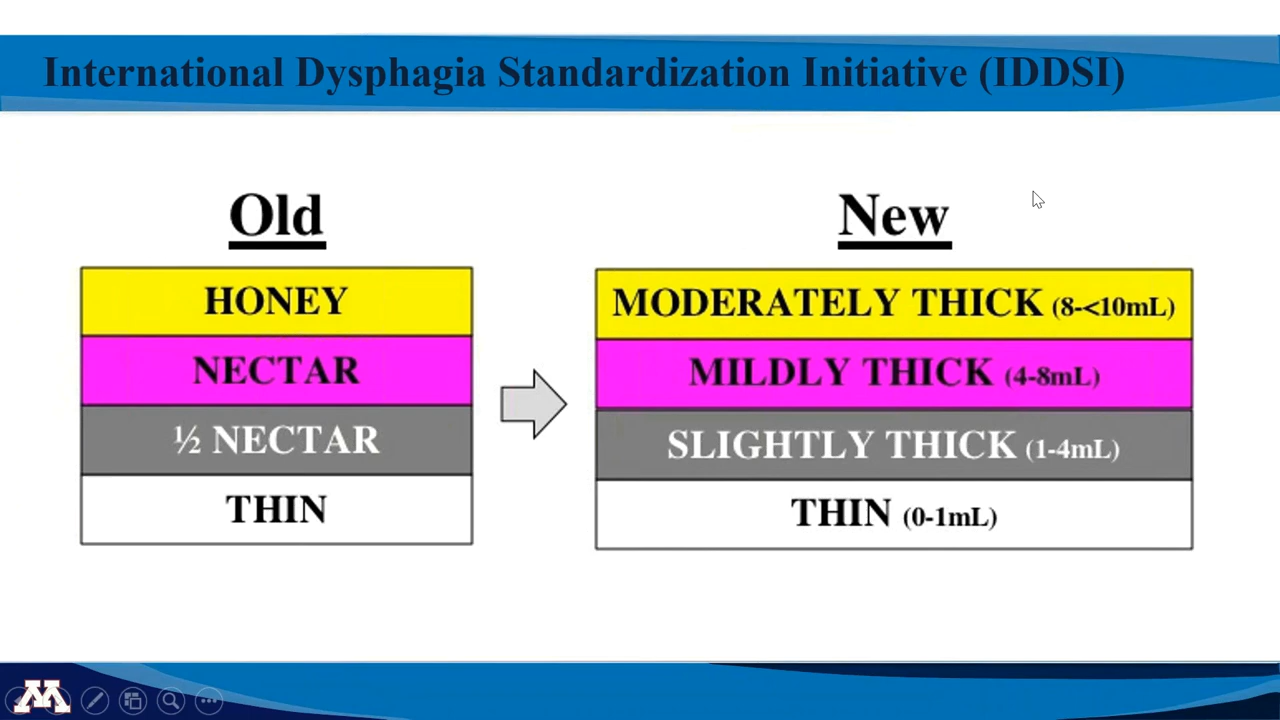 International Dysphagia Standardization Initiative (IDDSI)
Old
HONEY
NECTAR
½ NECTAR
THIN
New
MODERATELY THICK (8-<10mL)
MILDLY THICK (4-8mL)
SLIGHTLY THICK (1-4mL)
THIN (0-1mL)
M